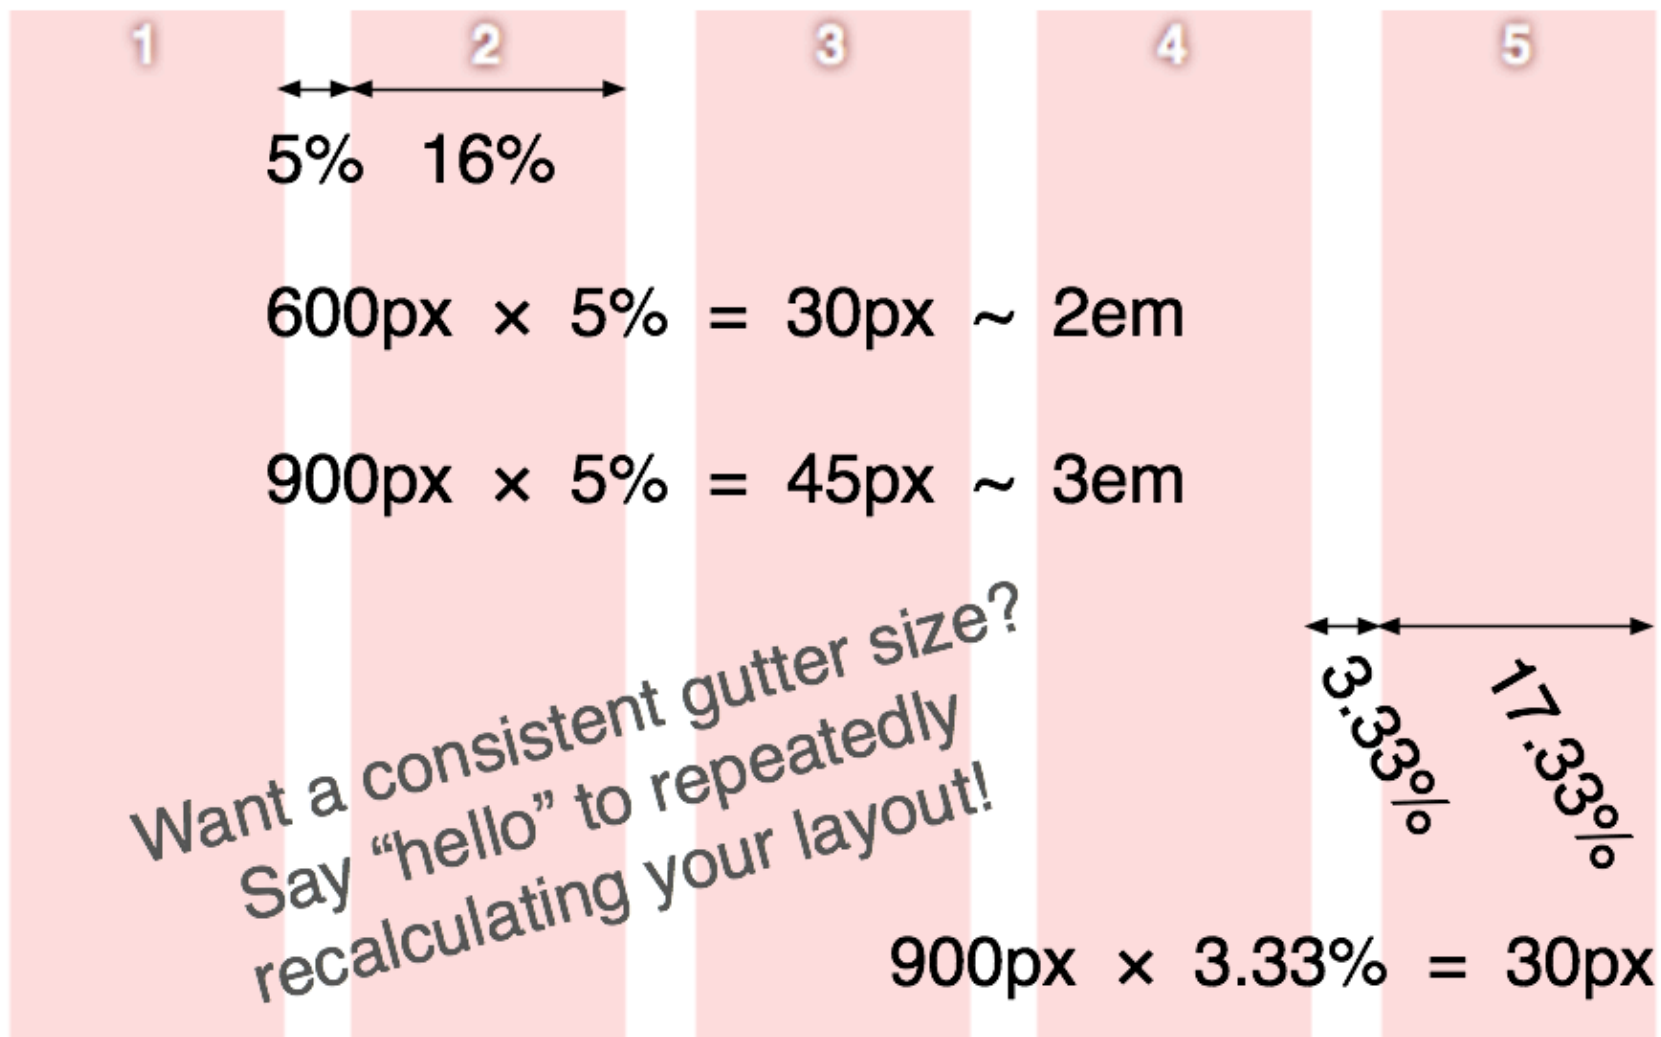 1 2 3 4 5
5% 16%
600px × 5% = 30px ~ 2em
900px × 5% = 45px ~ 3em
Want a consistent gutter size?
Say “hello” to repeatedly
recalculating your layout!
3.33% 17.33%
900px × 3.33% = 30px